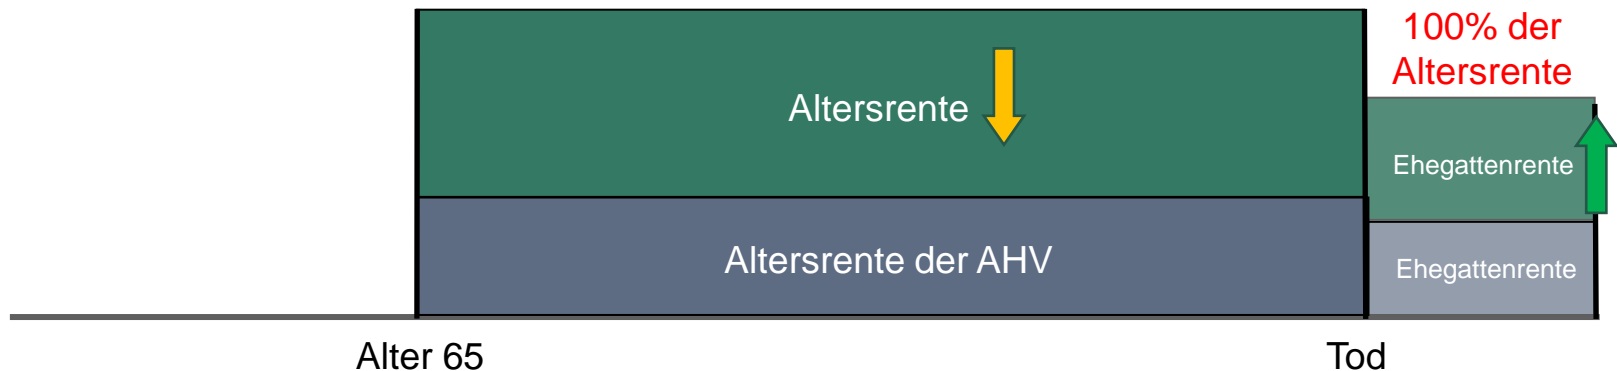 100% der
Altersrente
Altersrente
Ehegattenrente
Altersrente der AHV
Ehegattenrente
Alter 65
Tod